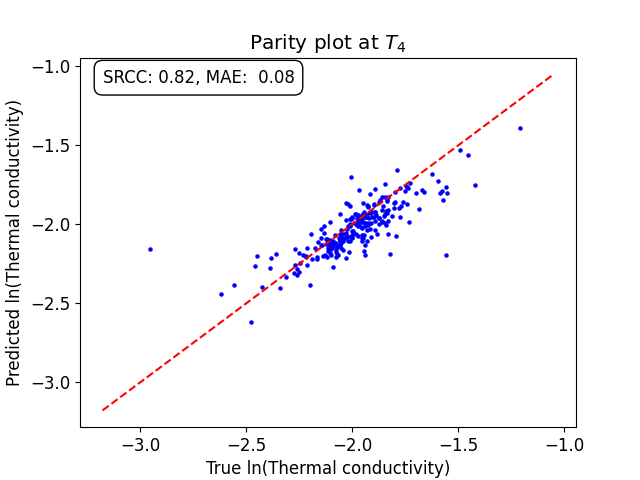 Parity plot at T4
SRCC: 0.82, MAE:  0.08
Predicted ln(Thermal conductivity)
−1.0
−1.5
−2.0
−2.5
−3.0
−3.0 −2.5 −2.0 −1.5 −1.0
True ln(Thermal conductivity)